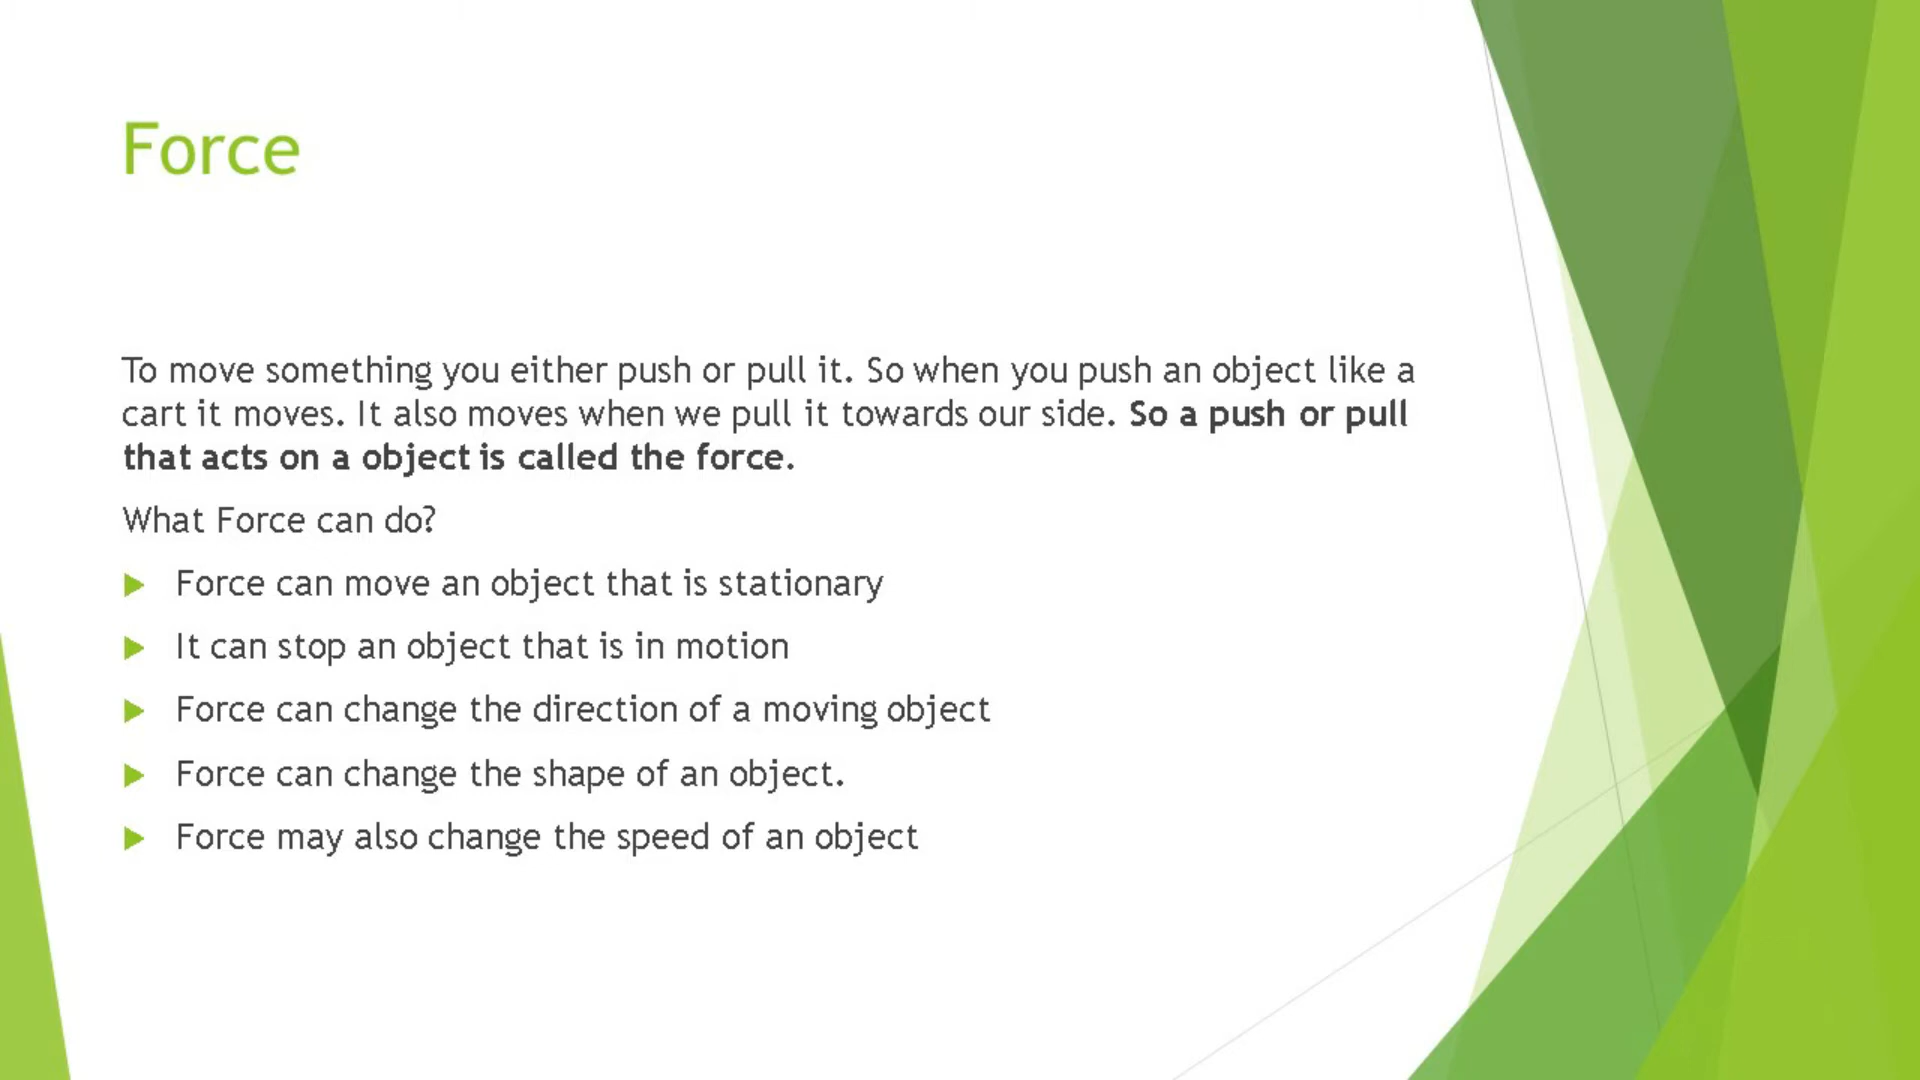 Force
To move something you either push or pull it. So when you push an object like a
cart it moves. It also moves when we pull it towards our side. So a push or pull
that acts on a object is called the force.
What Force can do?
Force can move an object that is stationary
It can stop an object that is in motion
Force can change the direction of a moving object
Force can change the shape of an object.
Force may also change the speed of an object